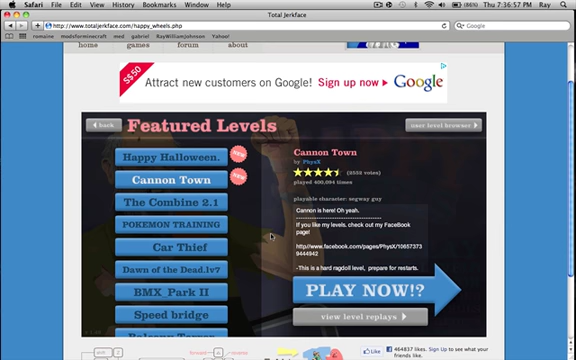 Safari File Edit View History Bookmarks Window Help
(86%) Thu 7:36:57 PM Ray
Total Jerkface
http://www.totaljerkface.com/happy_wheels.php
Google
romaine modsforminecraft med gabriel RayWilliamJohnson Yahoo!
home games forum about
S$50
Attract new customers on Google! Sign up now Google
back
Featured Levels
user level browser
Happy Halloween.
NEW
Cannon Town
NEW
The Combine 2.1
POKEMON TRAINING
Car Thief
Dawn of the Dead.lv7
BMX_Park II
Speed bridge
Cannon Town
by PhysX
played 400,094 times
playable character: segway guy
Cannon is here! Oh yeah.
If you like my levels, check out my FaceBook
page!
http://www.facebook.com/pages/PhysX/10657373
9444942
-This is a hard ragdoll level, prepare for restarts.
PLAY NOW!?
view level replays
Like
464837 likes. Sign Up to see what your
friends like.